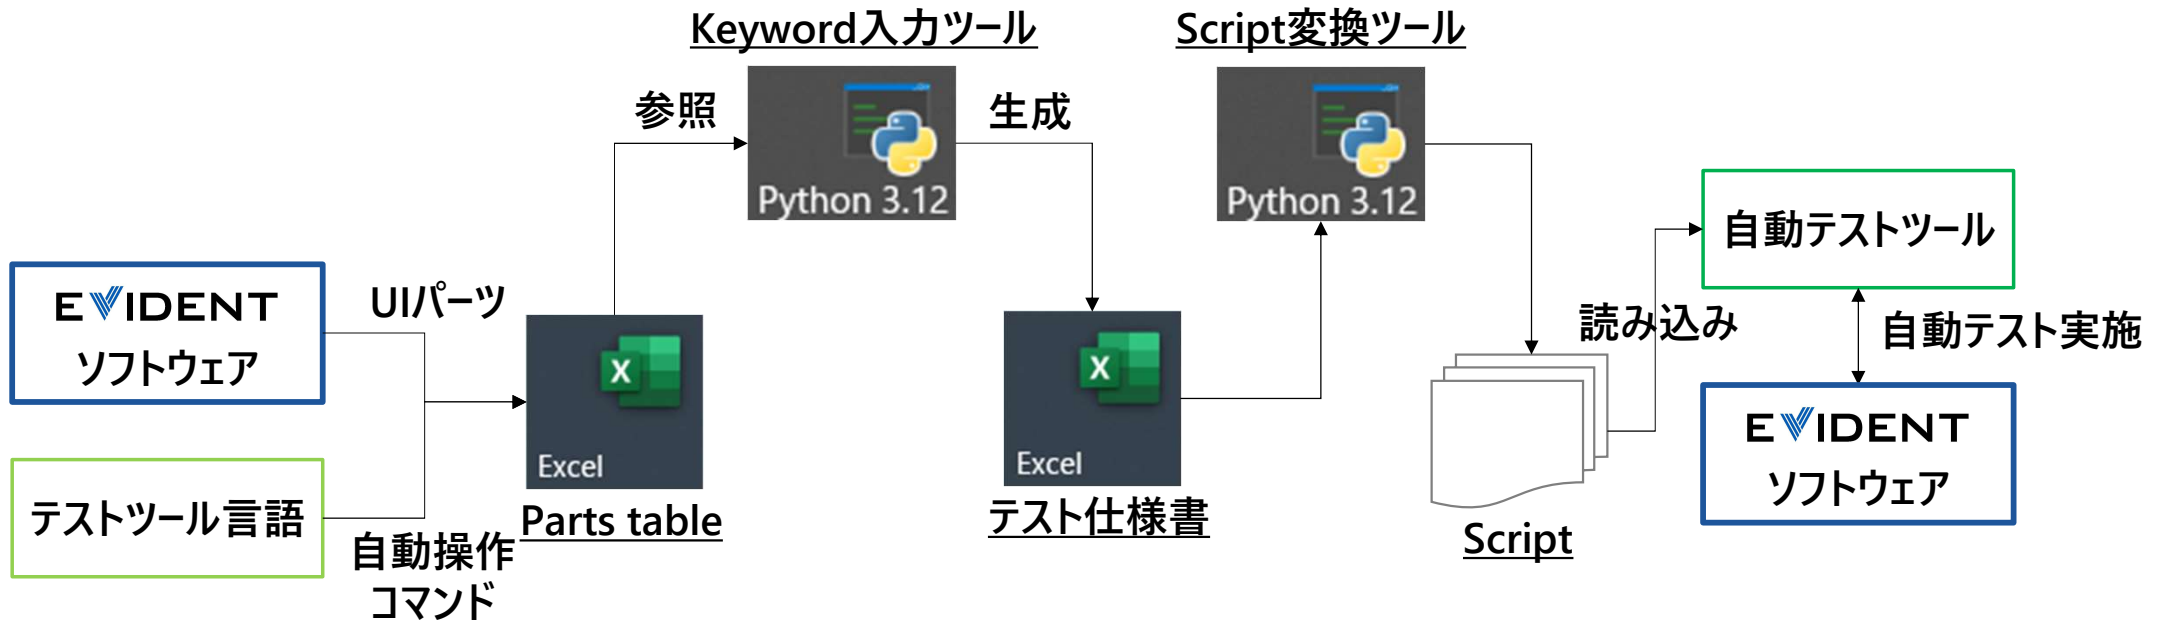 Keyword入力ツール
Script変換ツール
参照
生成
Python 3.12
Python 3.12
自動テストツール
EVIDENT
ソフトウェア
UIパーツ
読み込み
自動テスト実施
Excel
Excel
EVIDENT
ソフトウェア
テストツール言語
Parts table
テスト仕様書
Script
自動操作
コマンド